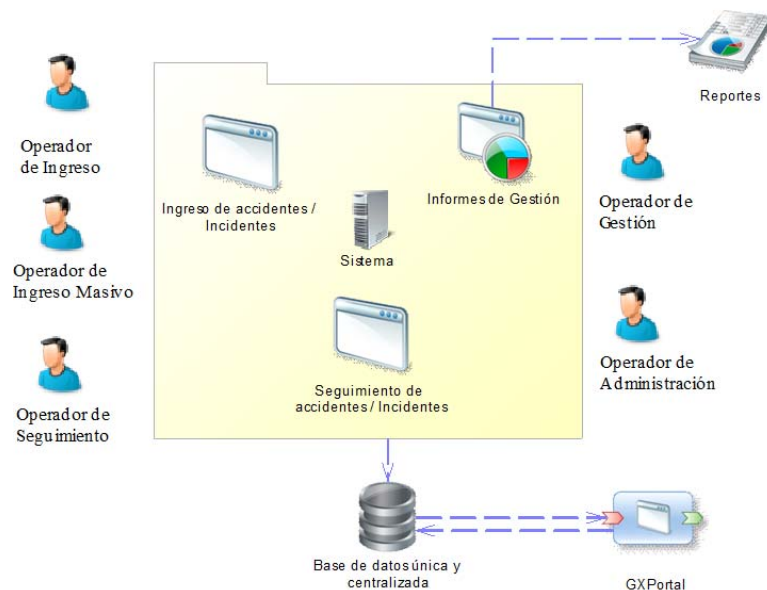 Reportes
Operador
de Ingreso
Ingreso de accidentes /
Incidentes
Informes de Gestión
Operador de
Gestión
Sistema
Operador de
Ingreso Masivo
Operador de
Administración
Seguimiento de
accidentes / Incidentes
Operador de
Seguimiento
Base de datos única y
centralizada
GXPortal